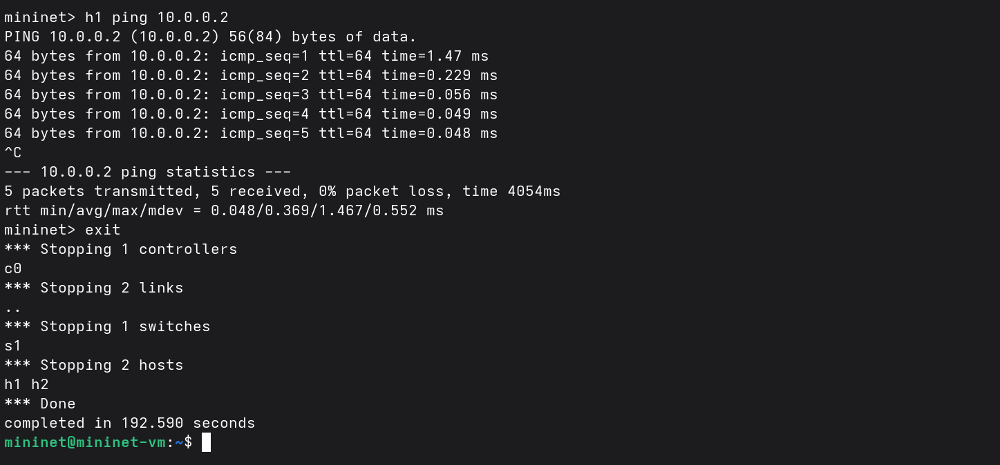 mininet> h1 ping 10.0.0.2
PING 10.0.0.2 (10.0.0.2) 56(84) bytes of data.
64 bytes from 10.0.0.2: icmp_seq=1 ttl=64 time=1.47 ms
64 bytes from 10.0.0.2: icmp_seq=2 ttl=64 time=0.229 ms
64 bytes from 10.0.0.2: icmp_seq=3 ttl=64 time=0.056 ms
64 bytes from 10.0.0.2: icmp_seq=4 ttl=64 time=0.049 ms
64 bytes from 10.0.0.2: icmp_seq=5 ttl=64 time=0.048 ms
^C
--- 10.0.0.2 ping statistics ---
5 packets transmitted, 5 received, 0% packet loss, time 4054ms
rtt min/avg/max/mdev = 0.048/0.369/1.467/0.552 ms
mininet> exit
*** Stopping 1 controllers
c0
*** Stopping 2 links
..
*** Stopping 1 switches
s1
*** Stopping 2 hosts
h1 h2
*** Done
completed in 192.590 seconds
mininet@mininet-vm:~$